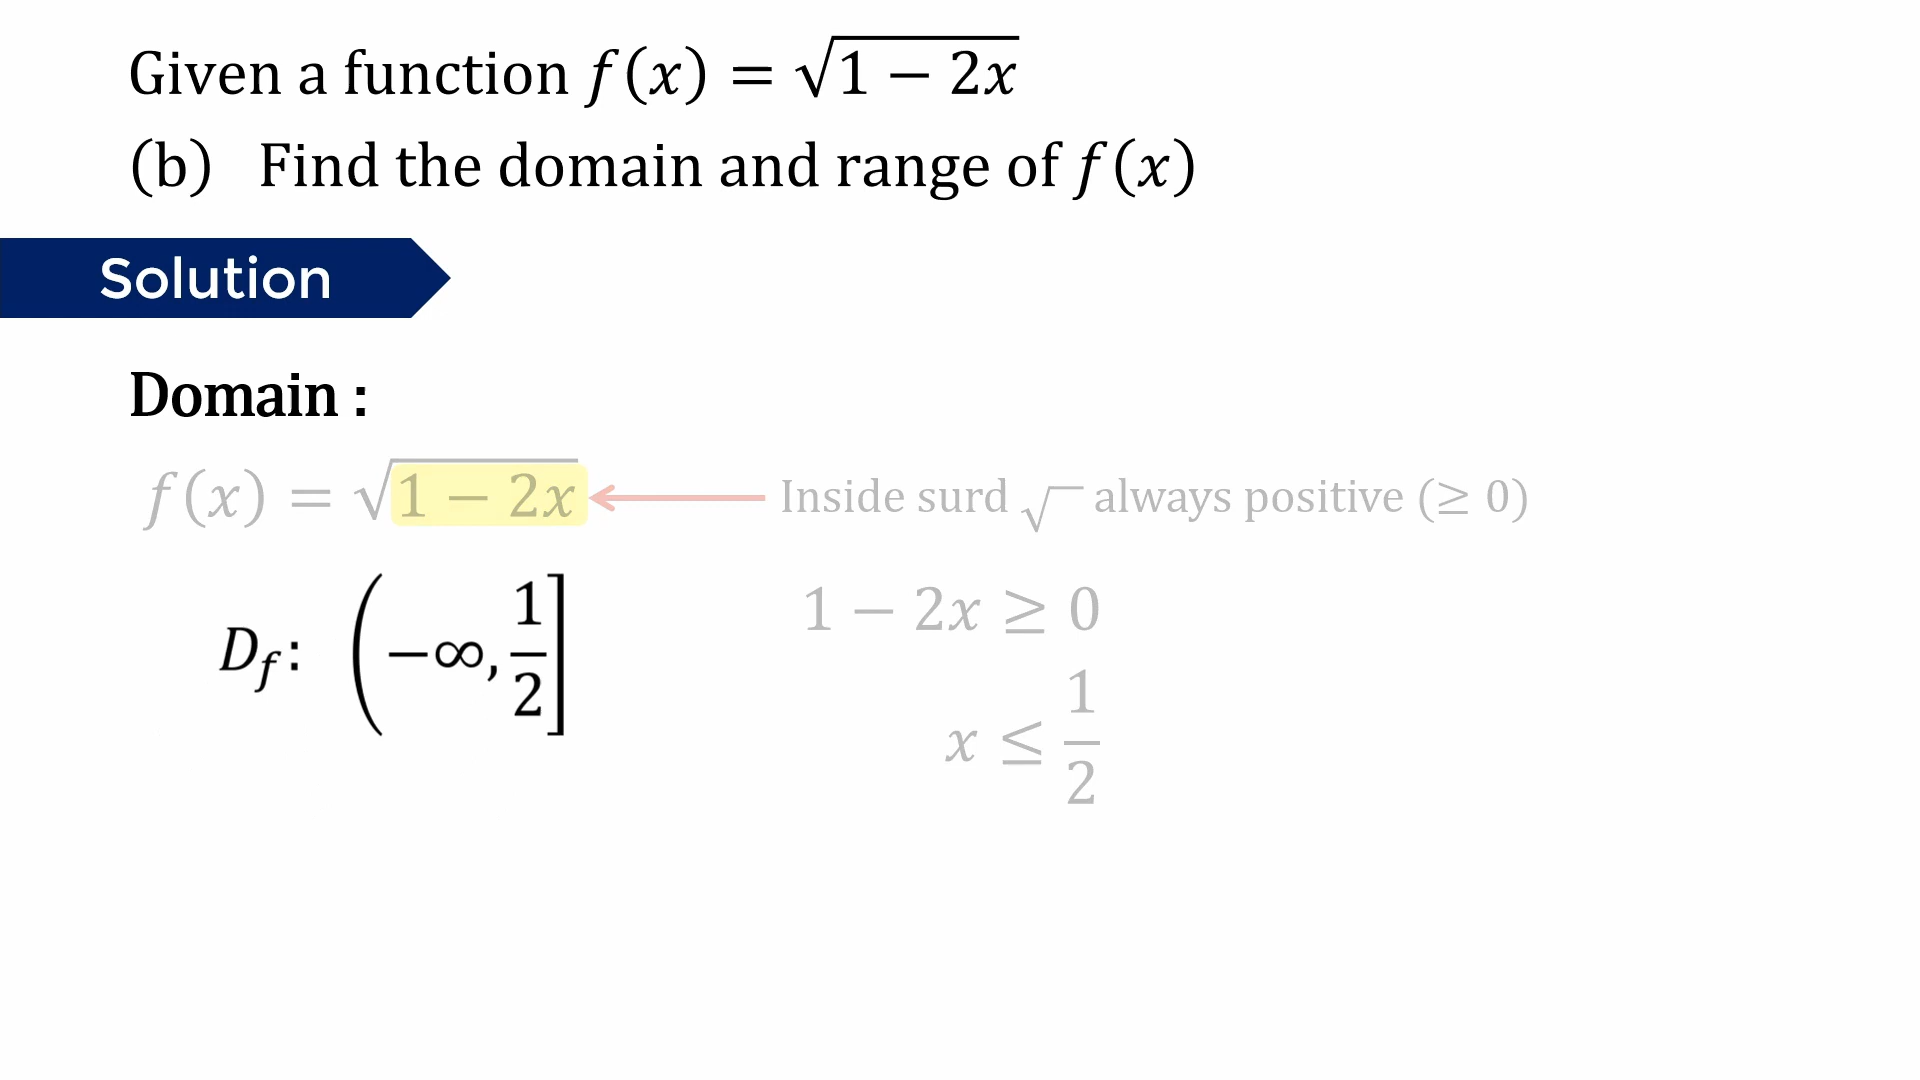 Given a function f(x) = √(1 − 2x)
(b) Find the domain and range of f(x)
Solution
Domain :
f(x) = √(1 − 2x) Inside surd √ always positive (≥ 0)
1 − 2x ≥ 0
D_f: (−∞, 1/2]
x ≤ 1/2